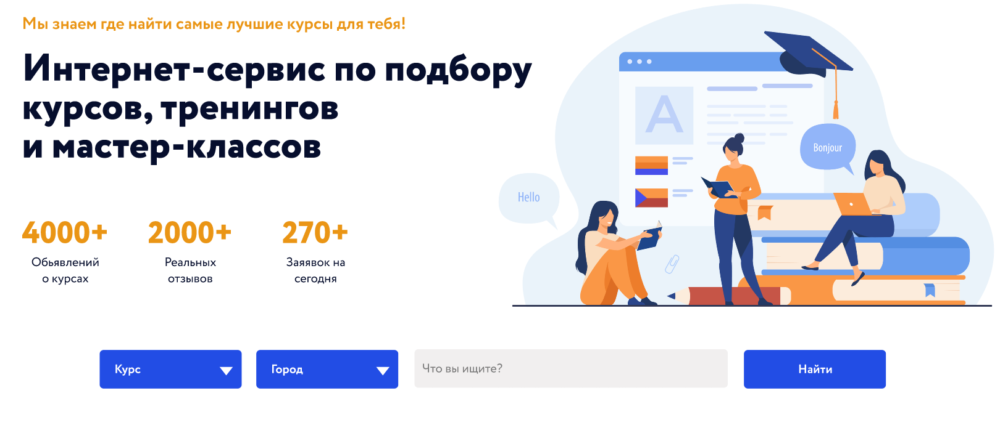 Мы знаем где найти самые лучшие курсы для тебя!
Интернет-сервис по подбору
курсов, тренингов
и мастер-классов
4000+
Обьявлений
о курсах
2000+
Реальных
отзывов
270+
Заяявок на
сегодня
A
Hello
Bonjour
Курс
Город
Что вы ищите?
Найти